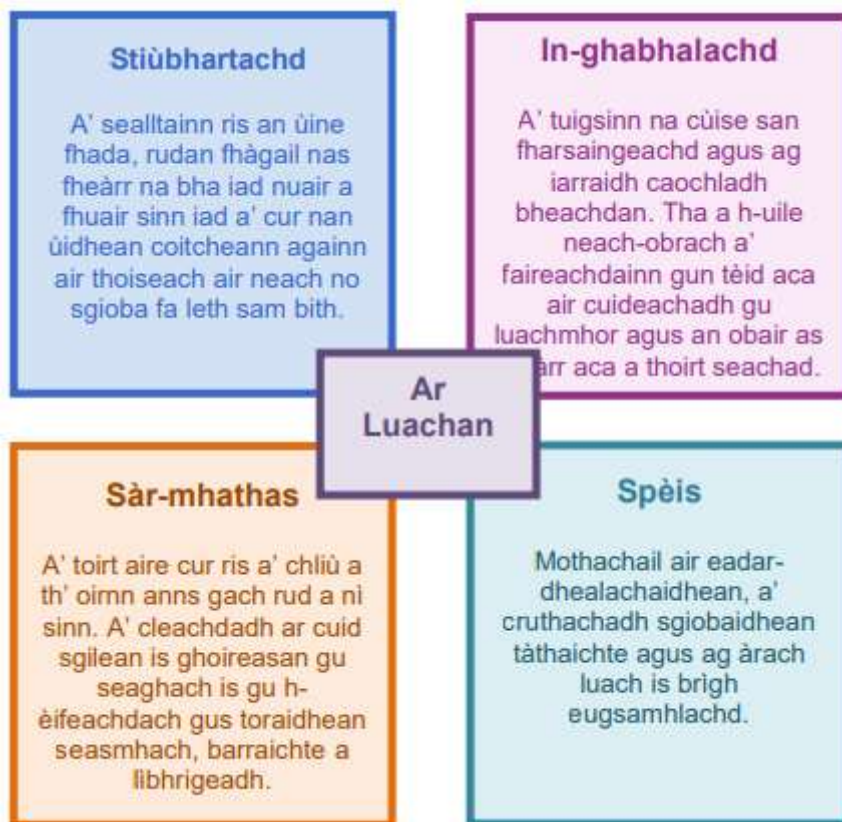 Stiùbhartachd
A' sealltainn ris an ùine
fhada, rudan fhàgail nas
fheàrr na bha iad nuair a
fhuair sinn iad a' cur nan
ùidhean coitcheann againn
air thoiseach air neach no
sgioba fa leth sam bith.
In-ghabhalachd
A' tuigsinn na cùise san
fharsaingeachd agus ag
iarraidh caochladh
bheachdan. Tha a h-uile
neach-obrach a'
faireachdainn gun tèid aca
air cuideachadh gu
luachmhor agus an obair as
aca a thoirt seachad.
Ar
Luachan
Sàr-mhathas
A' toirt aire cur ris a' chliù a
th' oirnn anns gach rud a nì
sinn. A' cleachdadh ar cuid
sgilean is ghoireasan gu
seaghach is gu h-
èifeachdach gus toraidhean
seasmhach, barraichte a
lìbhrigeadh.
Spèis
Mothachail air eadar-
dhealachaidhean, a'
cruthachadh sgiobaidhean
tàthaichte agus ag àrach
luach is brìgh
eugsamhlachd.